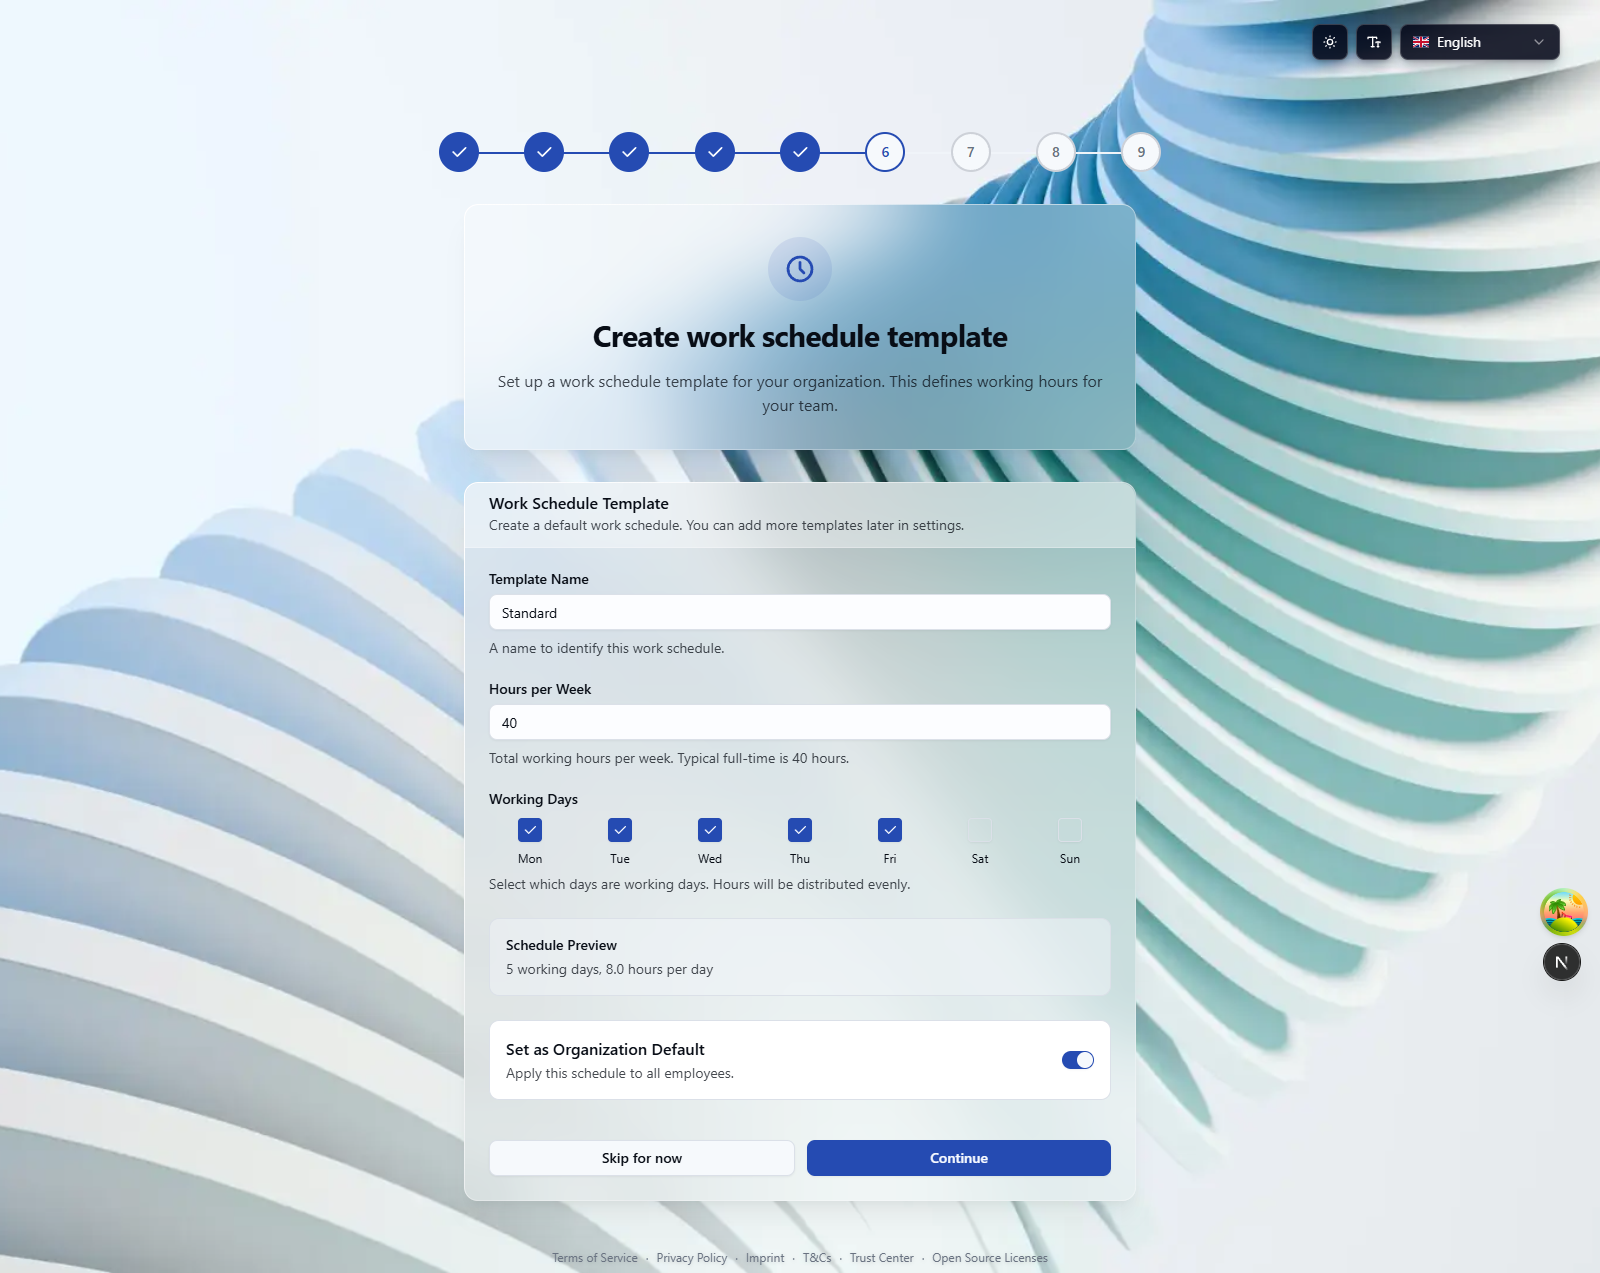 English
6
7
8
9
Create work schedule template
Set up a work schedule template for your organization. This defines working hours for
your team.
Work Schedule Template
Create a default work schedule. You can add more templates later in settings.
Template Name
Standard
A name to identify this work schedule.
Hours per Week
40
Total working hours per week. Typical full-time is 40 hours.
Working Days
Mon Tue Wed Thu Fri Sat Sun
Select which days are working days. Hours will be distributed evenly.
Schedule Preview
5 working days, 8.0 hours per day
Set as Organization Default
Apply this schedule to all employees.
Skip for now
Continue
Terms of Service · Privacy Policy · Imprint · T&Cs · Trust Center · Open Source Licenses